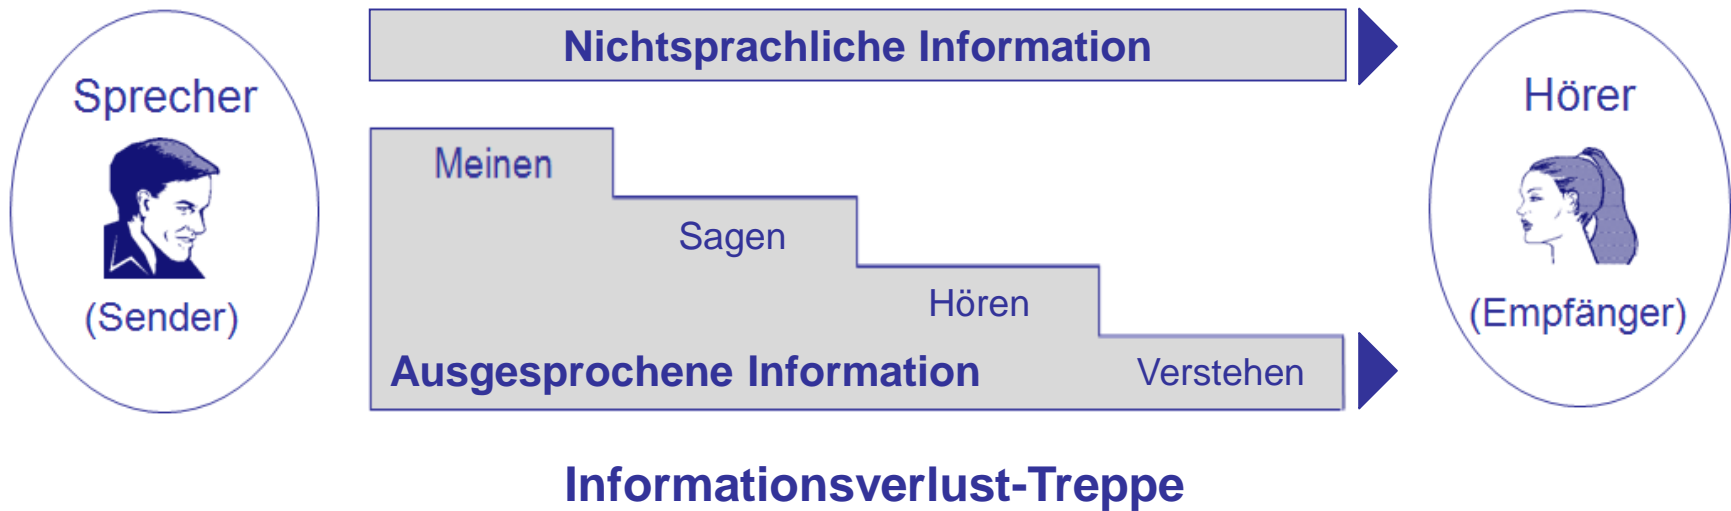 Nichtsprachliche Information
Sprecher
(Sender)
Meinen
Sagen
Hören
Verstehen
Ausgesprochene Information
Hörer
(Empfänger)
Informationsverlust-Treppe